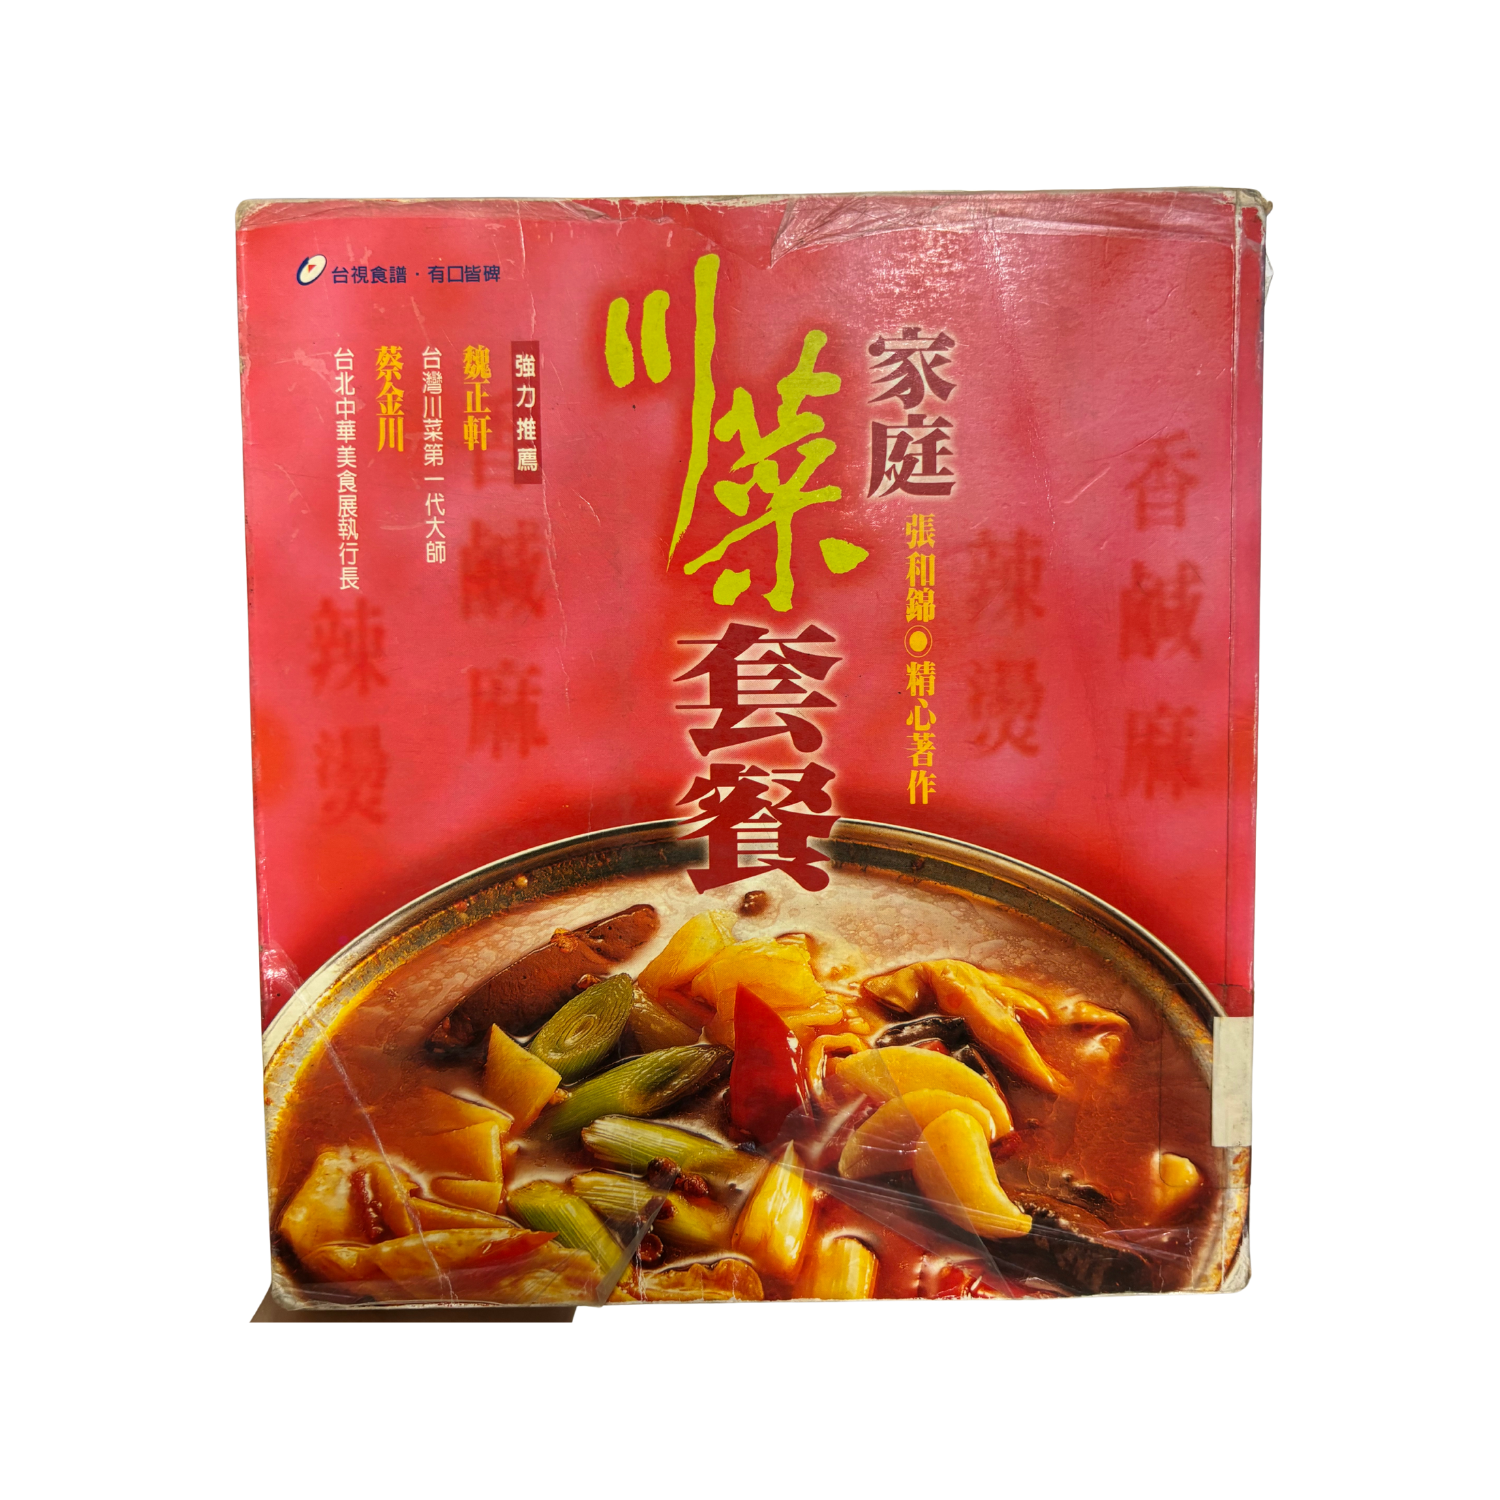 台視食譜・有口皆碑
家庭
川菜
套餐
張和錦◉精心著作
強力推薦
魏正軒
台灣川菜第一代大師
蔡金川
台北中華美食展執行長
香鹹麻
辣燙
香鹹麻
辣燙